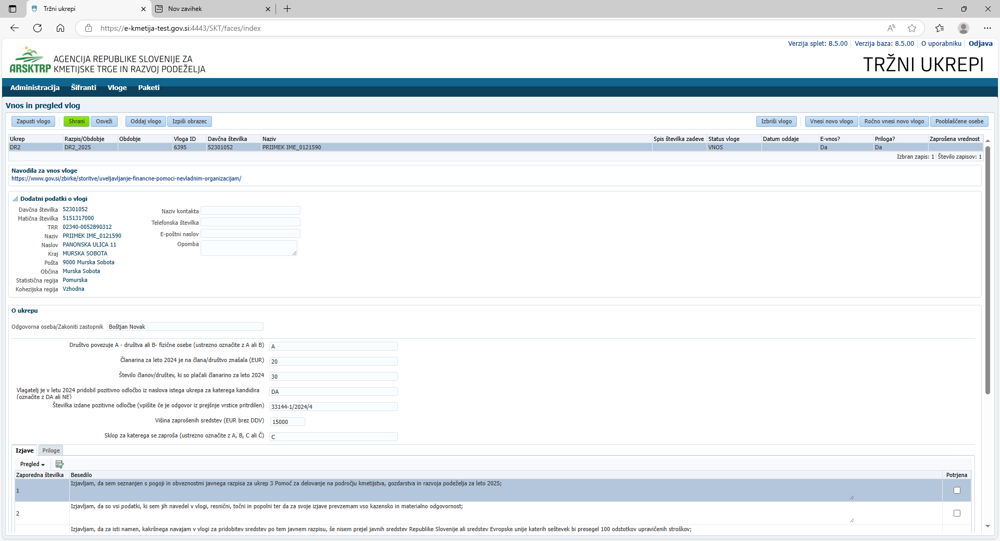 Tržni ukrepi
Nov zavihek
https://e-kmetija-test.gov.si:4443/SKT/faces/index
Verzija splet: 8.5.00 Verzija baza: 8.5.00 O uporabniku Odjava
ARSKTRP
AGENCIJA REPUBLIKE SLOVENIJE ZA
KMETIJSKE TRGE IN RAZVOJ PODEŽELJA
TRŽNI UKREPI
Administracija Šifranti Vloge Paketi
Vnos in pregled vlog
Zapusti vlogo Shrani Osveži Oddaj vlogo Izpiši obrazec Izbriši vlogo Vnesi novo vlogo Ročno vnesi novo vlogo Pooblaščene osebe
Ukrep Razpis/Obdobje Obdobje Vloga ID Davčna številka Naziv Spis številka zadeve Status vloge Datum oddaje E-vnos? Priloga? Zaprošena vrednost
DR2 DR2_2025 6395 52301052 PRIIMEK IME_0121590 VNOS Da Da
Izbran zapis: 1 Število zapisov: 1
Navodila za vnos vloge
https://www.gov.si/zbirke/storitve/uveljavljanje-financne-pomoci-nevladnim-organizacijam/
Dodatni podatki o vlogi
Davčna številka 52301052
Matična številka 5151317000
TRR 02340-0052890312
Naziv PRIIMEK IME_0121590
Naslov PANONSKA ULICA 11
Kraj MURSKA SOBOTA
Pošta 9000 Murska Sobota
Občina Murska Sobota
Statistična regija Pomurska
Kohezijska regija Vzhodna
Naziv kontakta
Telefonska številka
E-poštni naslov
Opomba
O ukrepu
Odgovorna oseba/Zakoniti zastopnik Boštjan Novak
Društvo povezuje A - društva ali B- fizične osebe (ustrezno označite z A ali B) A
Članarina za leto 2024 je na člana/društvo znašala (EUR) 20
Število članov/društev, ki so plačali članarino za leto 2024 30
Vlagatelj je v letu 2024 pridobil pozitivno odločbo iz naslova istega ukrepa za katerega kandidira
(označite z DA ali NE) DA
Številka izdane pozitivne odločbe (vpišite če je odgovor iz prejšnje vrstice pritrdilen) 33144-1/2024/4
Višina zaprošenih sredstev (EUR brez DDV) 15000
Sklop za katerega se zaproša (ustrezno označite z A, B, C ali Č) C
Izjave Priloge
Pregled
Zaporedna številka Besedilo Potrjena
1 Izjavljam, da sem seznanjen s pogoji in obveznostmi javnega razpisa za ukrep 3 Pomoč za delovanje na področju kmetijstva, gozdarstva in razvoja podeželja za leto 2025;
2 Izjavljam, da so vsi podatki, ki sem jih navedel v vlogi, resnični, točni in popolni ter da za svoje izjave prevzemam vso kazensko in materialno odgovornost;
Izjavljam, da za isti namen, kakršnega navajam v vlogi za pridobitev sredstev po tem javnem razpisu, še nisem prejel javnih sredstev Republike Slovenije ali sredstev Evropske unije katerih seštevek bi presegel 100 odstotkov upravičenih stroškov;